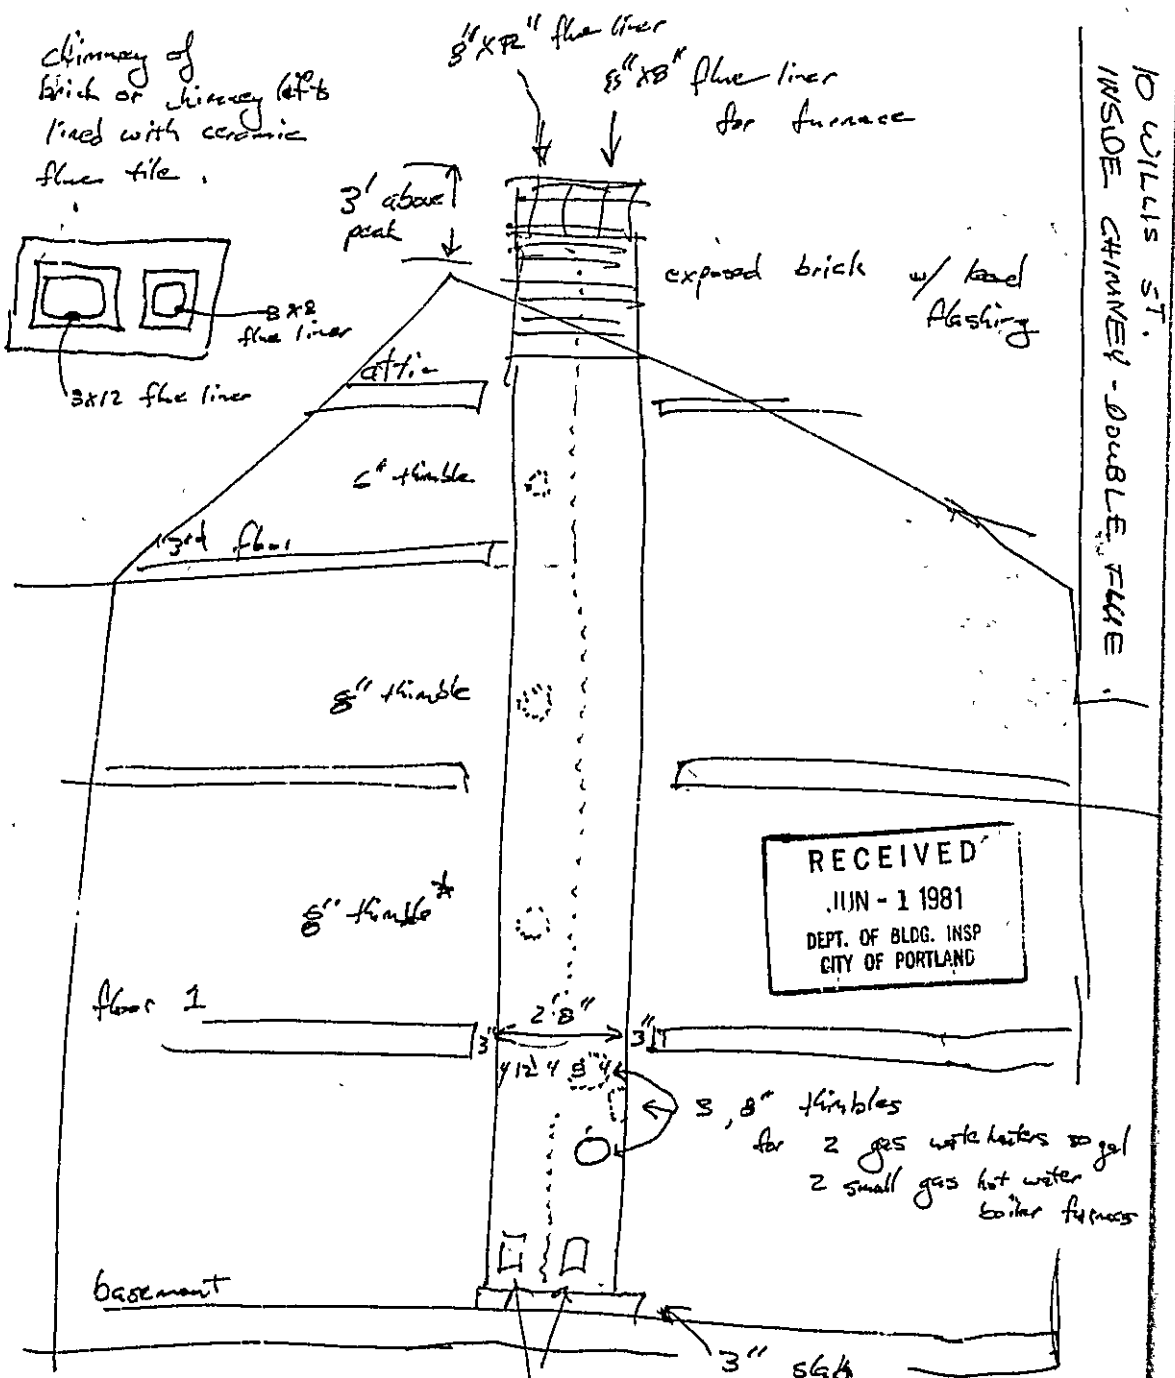 chimney of
brick or chimney
lined with ceramic
flue tile.
8"X12" flue liner
8"X8" flue liner
for furnace
10 WILLIS ST.
INSIDE CHIMNEY - DOUBLE FLUE.
3' above
peak
exposed brick w/ lead
flashing
8X8
flue liner
8X12 flue liner
attic
6" thimble
3rd floor
8" thimble
8" thimble*
RECEIVED
JUN - 1 1981
DEPT. OF BLDG. INSP
CITY OF PORTLAND
floor 1
3" 2'8" 3"
4 12 4 8" 4
3, 8" thimbles
for 2 gas
2 small gas hot water
boiler furnaces
basement
3" slab